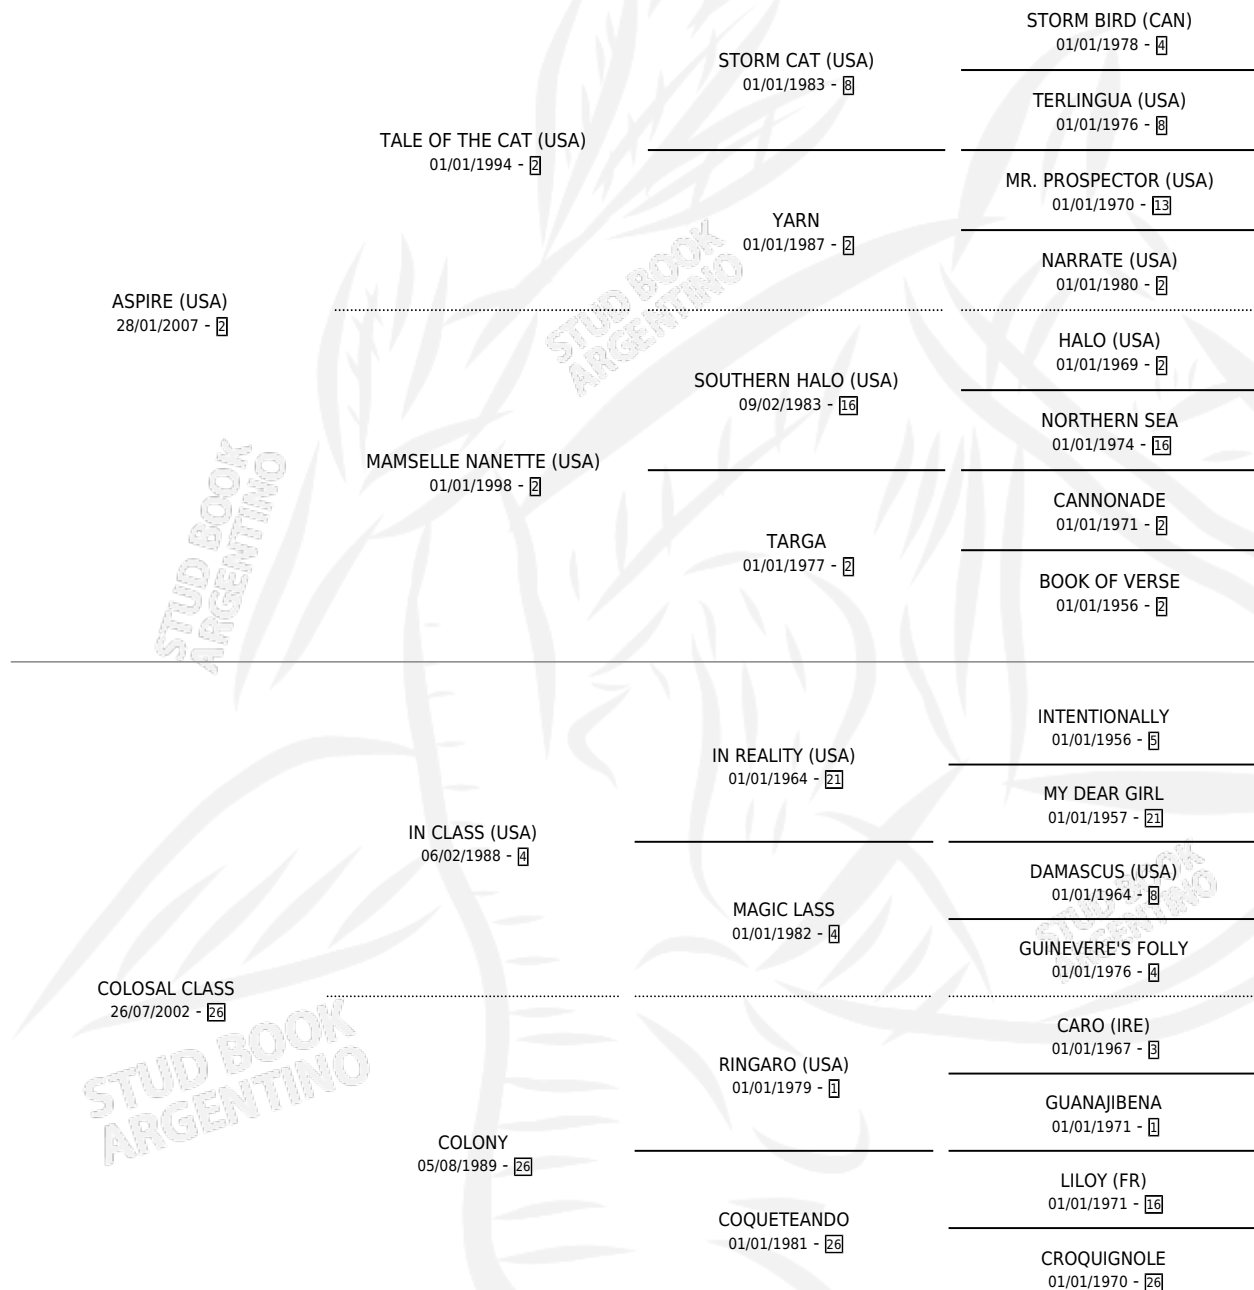 STORM BIRD (CAN)
01/01/1978 - 4
STORM CAT (USA)
01/01/1983 - 8
TERLINGUA (USA)
01/01/1976 - 8
TALE OF THE CAT (USA)
01/01/1994 - 2
MR. PROSPECTOR (USA)
01/01/1970 - 13
YARN
01/01/1987 - 2
NARRATE (USA)
01/01/1980 - 2
ASPIRE (USA)
28/01/2007 - 2
HALO (USA)
01/01/1969 - 2
SOUTHERN HALO (USA)
09/02/1983 - 16
NORTHERN SEA
01/01/1974 - 16
MAMSELLE NANETTE (USA)
01/01/1998 - 2
CANNONADE
01/01/1971 - 2
TARGA
01/01/1977 - 2
BOOK OF VERSE
01/01/1956 - 2
INTENTIONALLY
01/01/1956 - 5
IN REALITY (USA)
01/01/1964 - 21
MY DEAR GIRL
01/01/1957 - 21
IN CLASS (USA)
06/02/1988 - 4
DAMASCUS (USA)
01/01/1964 - 8
MAGIC LASS
01/01/1982 - 4
GUINEVERE'S FOLLY
01/01/1976 - 4
COLOSAL CLASS
26/07/2002 - 26
CARO (IRE)
01/01/1967 - 3
RINGARO (USA)
01/01/1979 - 1
GUANAJIBENA
01/01/1971 - 1
COLONY
05/08/1989 - 26
LILOY (FR)
01/01/1971 - 16
COQUETEANDO
01/01/1981 - 26
CROQUIGNOLE
01/01/1970 - 26
STUD BOOK
ARGENTINO
STUD BOOK
ARGENTINO
STUD BOOK
ARGENTINO
STUD BOOK
ARGENTINO